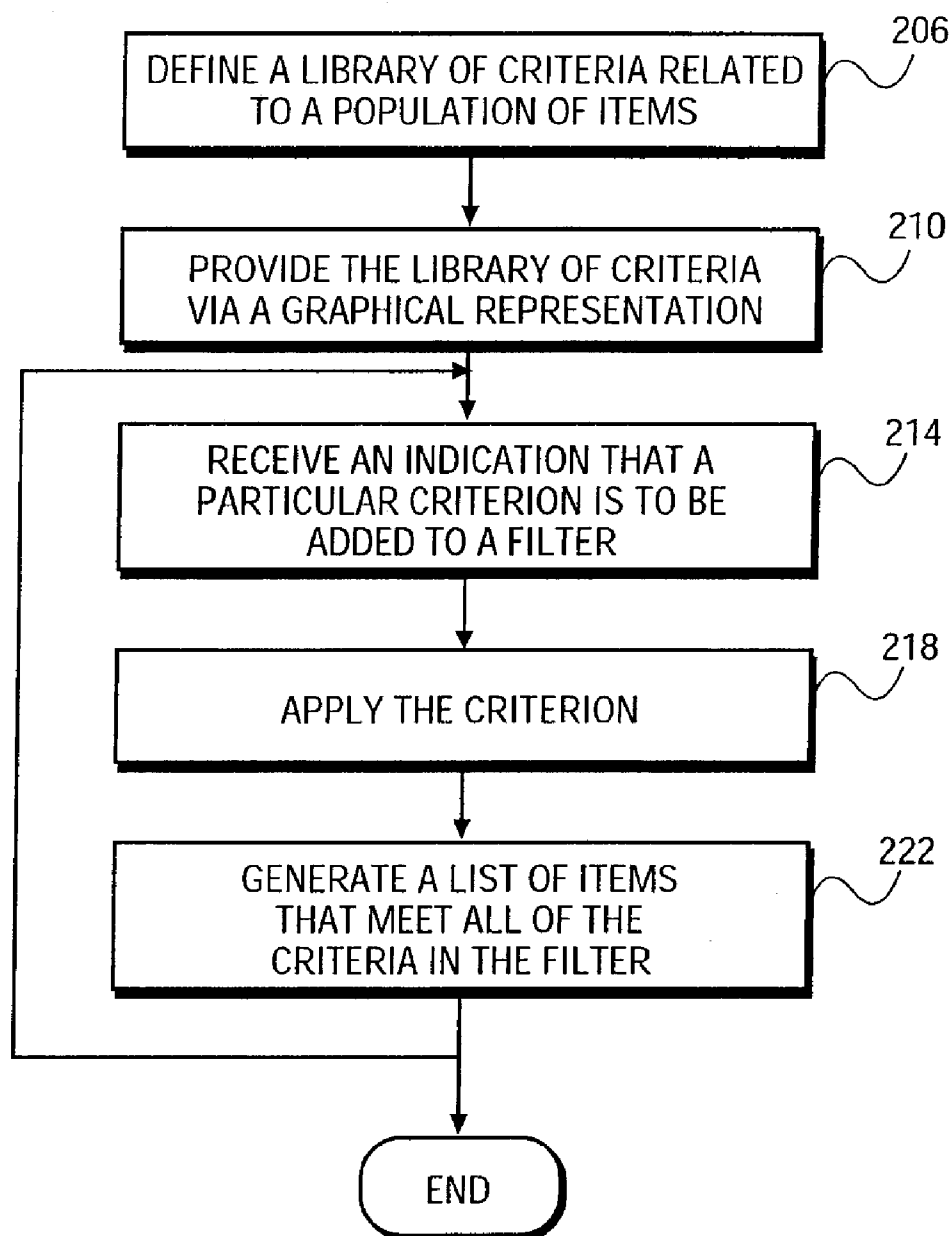 206
DEFINE A LIBRARY OF CRITERIA RELATED
TO A POPULATION OF ITEMS
210
PROVIDE THE LIBRARY OF CRITERIA
VIA A GRAPHICAL REPRESENTATION
214
RECEIVE AN INDICATION THAT A
PARTICULAR CRITERION IS TO BE
ADDED TO A FILTER
218
APPLY THE CRITERION
222
GENERATE A LIST OF ITEMS
THAT MEET ALL OF THE
CRITERIA IN THE FILTER
END